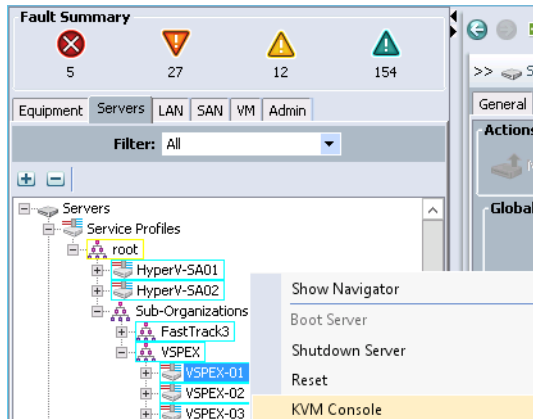 Fault Summary
5 27 12 154
>> S
Equipment Servers LAN SAN VM Admin
General
Filter: All
Actions
Servers
Service Profiles
Global
root
HyperV-SA01
HyperV-SA02
Show Navigator
Sub-Organizations
Boot Server
FastTrack3
Shutdown Server
VSPEX
VSPEX-01
Reset
VSPEX-02
KVM Console
VSPEX-03